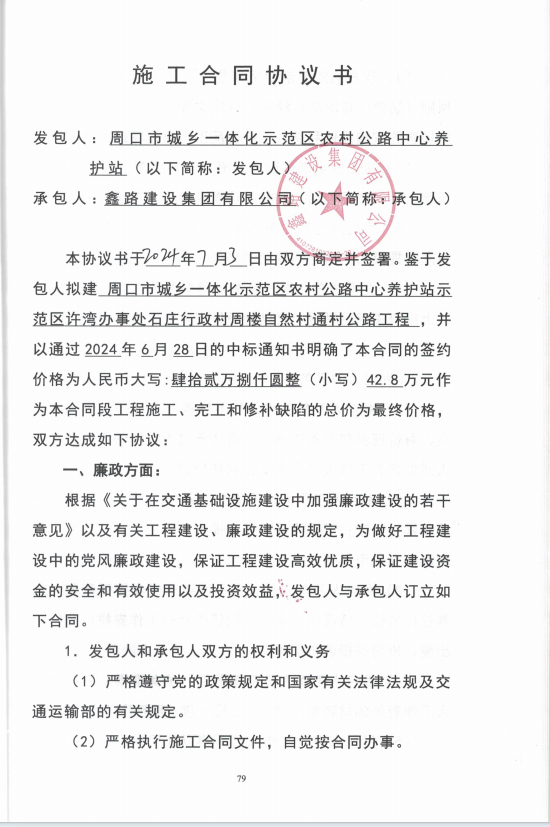 施工合同协议书
发包人：周口市城乡一体化示范区农村公路中心养
护站（以下简称：发包人）
承包人：鑫路建设集团有限公司（以下简称：承包人）
本协议书于2024年7月3日由双方商定并签署。鉴于发
包人拟建 周口市城乡一体化示范区农村公路中心养护站示
范区许湾办事处石庄行政村周楼自然村通村公路工程，并
以通过 2024 年 6 月 28 日的中标通知书明确了本合同的签约
价格为人民币大写:肆拾贰万捌仟圆整（小写）42.8 万元作
为本合同段工程施工、完工和修补缺陷的总价为最终价格，
双方达成如下协议：
一、廉政方面：
根据《关于在交通基础设施建设中加强廉政建设的若干
意见》以及有关工程建设、廉政建设的规定，为做好工程建
设中的党风廉政建设，保证工程建设高效优质，保证建设资
金的安全和有效使用以及投资效益，发包人与承包人订立如
下合同。
1．发包人和承包人双方的权利和义务
（1）严格遵守党的政策规定和国家有关法律法规及交
通运输部的有关规定。
（2）严格执行施工合同文件，自觉按合同办事。
79
鑫路建设集团有限公司